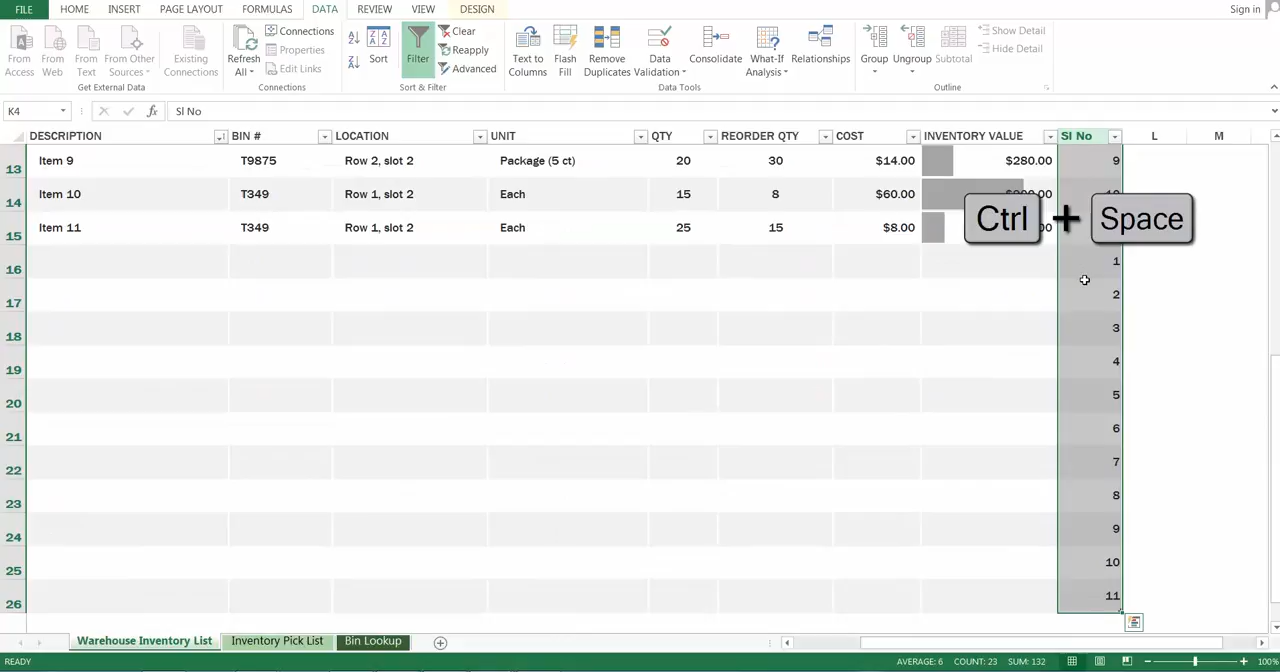 FILE HOME INSERT PAGE LAYOUT FORMULAS DATA REVIEW VIEW DESIGN Sign in
From Access
From Web
From Text
From Other Sources
Existing Connections
Get External Data
Refresh All
Connections
Properties
Edit Links
Connections
Sort
Filter
Clear
Reapply
Advanced
Sort & Filter
Text to Columns
Flash Fill
Remove Duplicates
Data Validation
Consolidate
What-If Analysis
Relationships
Data Tools
Group
Ungroup
Subtotal
Show Detail
Hide Detail
Outline
K4 fx Sl No
DESCRIPTION BIN # LOCATION UNIT QTY REORDER QTY COST INVENTORY VALUE Sl No L M
13 Item 9 T9875 Row 2, slot 2 Package (5 ct) 20 30 $14.00 $280.00 9
14 Item 10 T349 Row 1, slot 2 Each 15 8 $60.00
15 Item 11 T349 Row 1, slot 2 Each 25 15 $8.00
Ctrl + Space
16 1
17 2
18 3
19 4
20 5
21 6
22 7
23 8
24 9
25 10
26 11
Warehouse Inventory List Inventory Pick List Bin Lookup
READY AVERAGE: 6 COUNT: 23 SUM: 132 100%